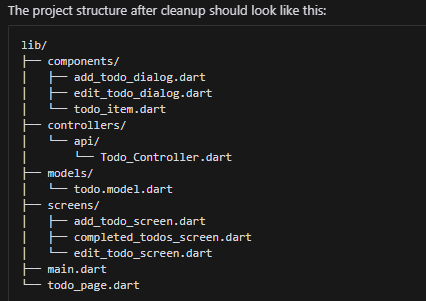 The project structure after cleanup should look like this:
lib/
├── components/
│   ├── add_todo_dialog.dart
│   ├── edit_todo_dialog.dart
│   └── todo_item.dart
├── controllers/
│   └── api/
│       └── Todo_Controller.dart
├── models/
│   └── todo.model.dart
├── screens/
│   ├── add_todo_screen.dart
│   ├── completed_todos_screen.dart
│   └── edit_todo_screen.dart
├── main.dart
└── todo_page.dart